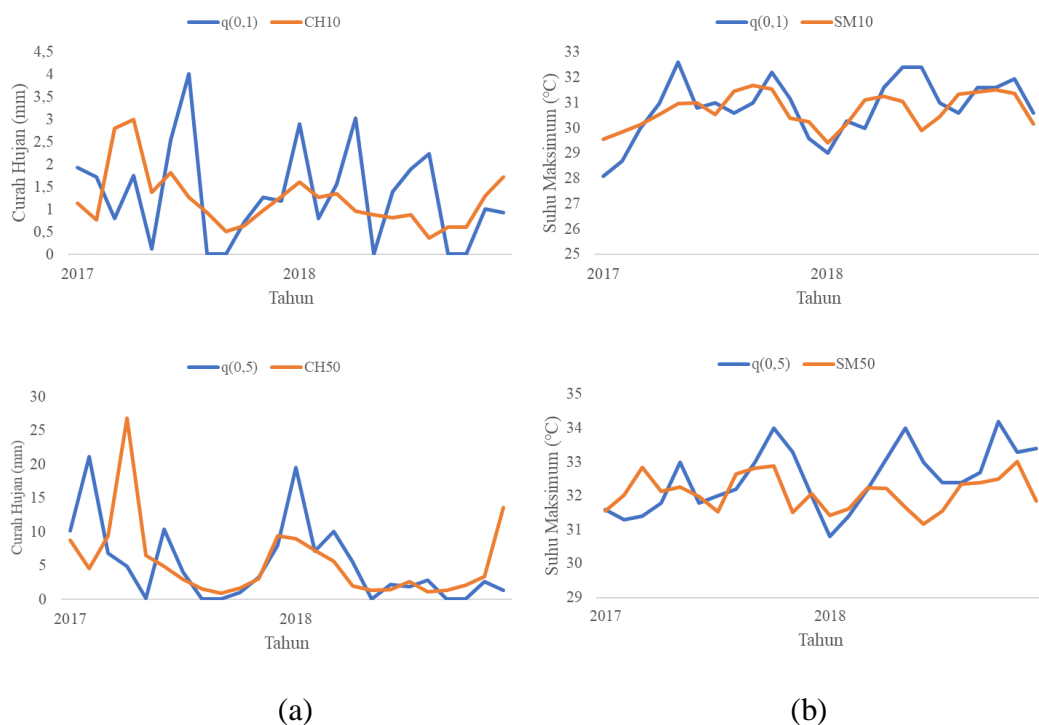 q(0,1) CH10
Curah Hujan (mm)
4,5
4
3,5
3
2,5
2
1,5
1
0,5
0
2017 2018
Tahun
q(0,1) SM10
Suhu Maksimum (°C)
33
32
31
30
29
28
27
26
25
2017 2018
Tahun
q(0,5) CH50
Curah Hujan (mm)
30
25
20
15
10
5
0
2017 2018
Tahun
q(0,5) SM50
Suhu Maksimum (°C)
35
34
33
32
31
30
29
2017 2018
Tahun
(a) (b)